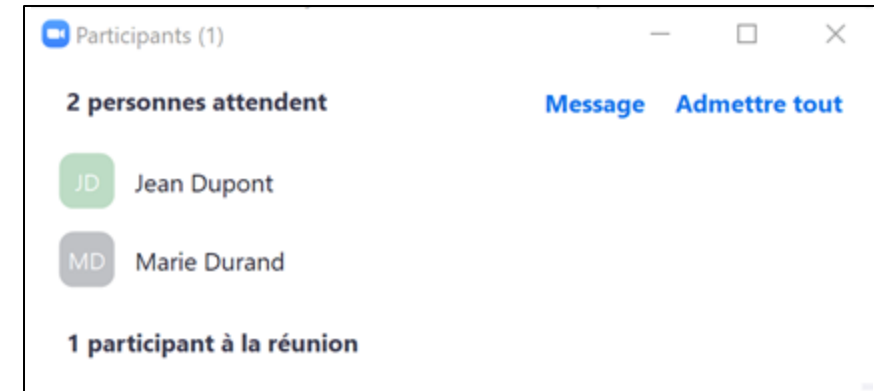 Participants (1)
2 personnes attendent Message Admettre tout
JD Jean Dupont
MD Marie Durand
1 participant à la réunion